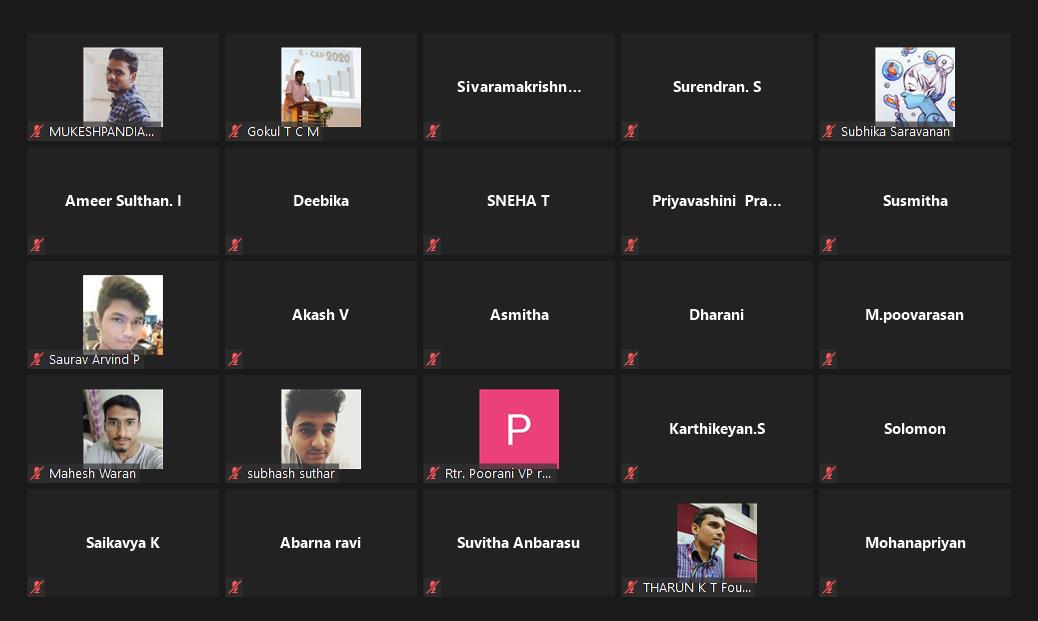 E - CAP 2020
MUKESHPANDIA...
Gokul T C M
Sivaramakrishn...
Surendran. S
Subhika Saravanan
Ameer Sulthan. I
Deebika
SNEHA T
Priyavashini  Pra...
Susmitha
Saurav Arvind P
Akash V
Asmitha
Dharani
M.poovarasan
Mahesh Waran
subhash suthar
P
Rtr. Poorani VP r...
Karthikeyan.S
Solomon
Saikavya K
Abarna ravi
Suvitha Anbarasu
THARUN K T Fou...
Mohanapriyan